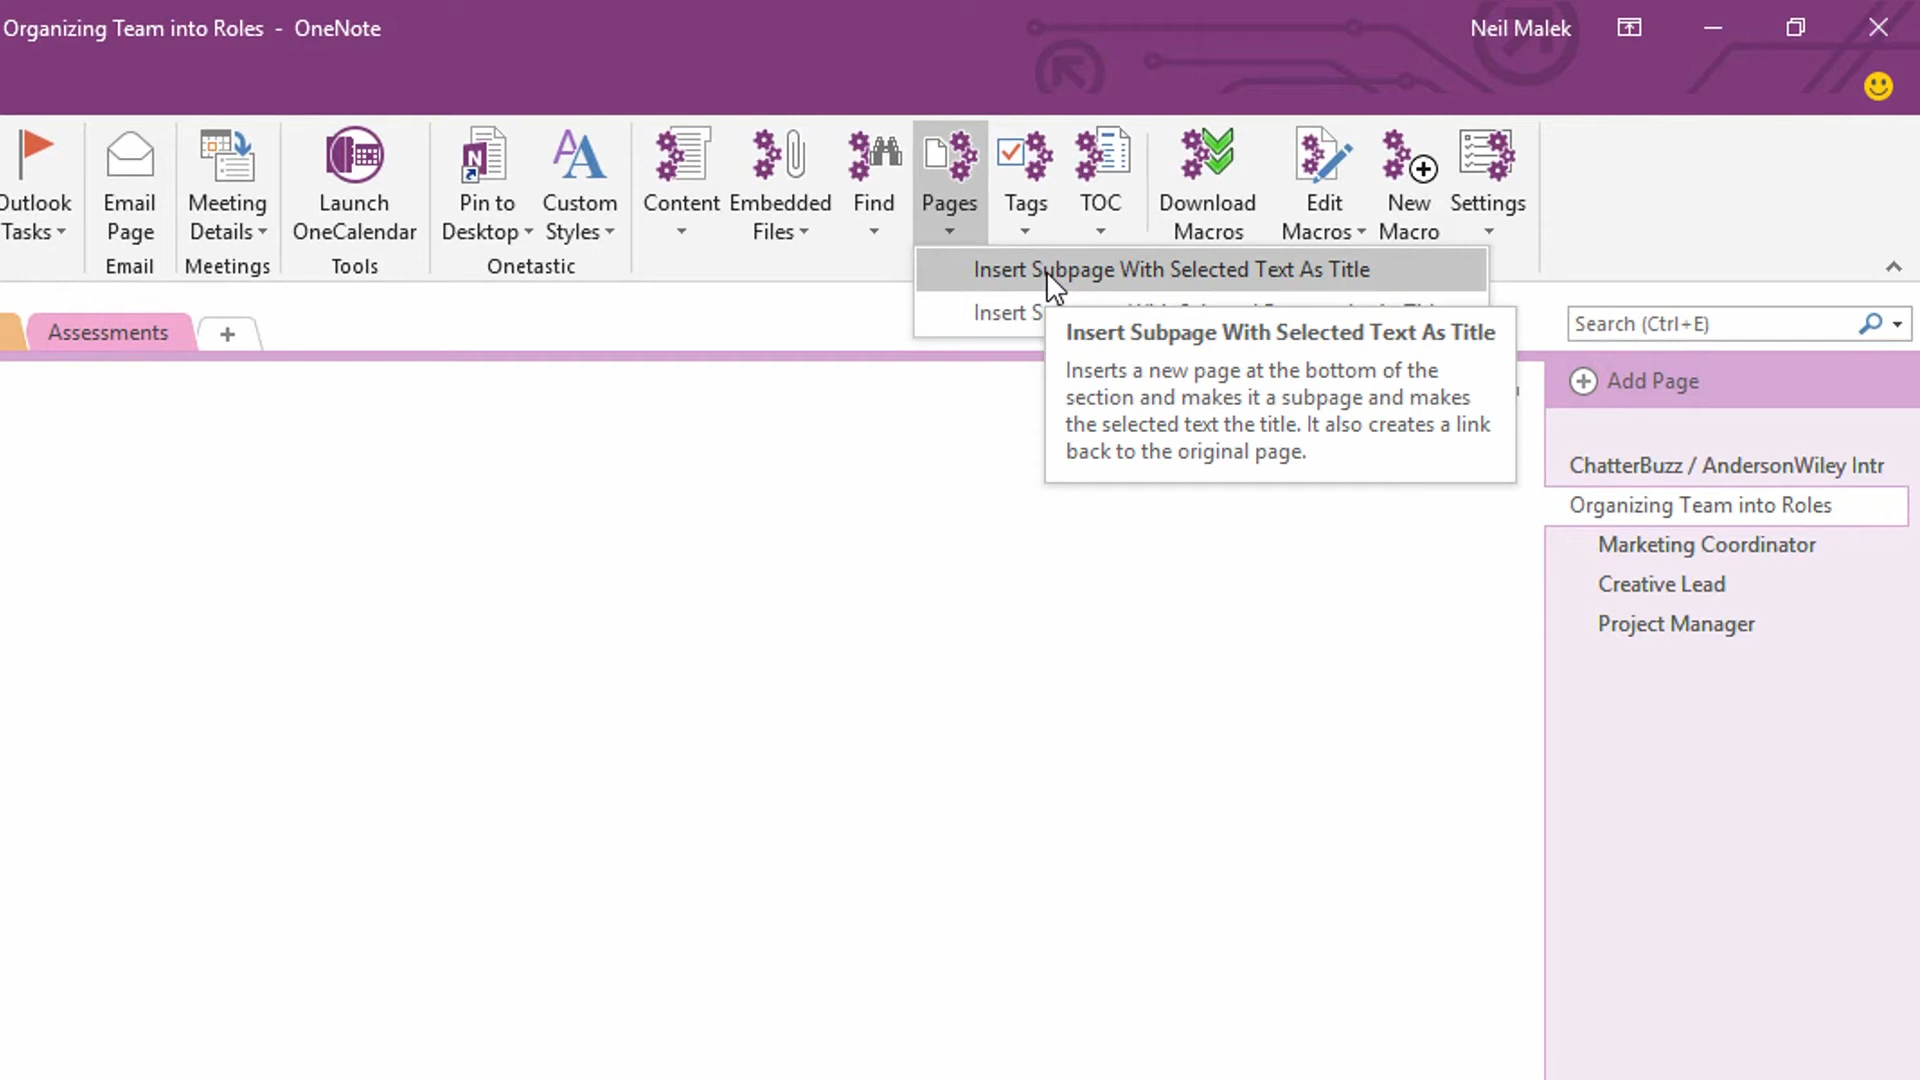 Organizing Team into Roles - OneNote
Neil Malek
Outlook Tasks
Email Page
Meeting Details
Launch OneCalendar
Pin to Desktop
Custom Styles
Content
Embedded Files
Find
Pages
Tags
TOC
Download Macros
Edit Macros
New Macro
Settings
Email
Meetings
Tools
Onetastic
Insert Subpage With Selected Text As Title
Insert
Insert Subpage With Selected Text As Title
Inserts a new page at the bottom of the
section and makes it a subpage and makes
the selected text the title. It also creates a link
back to the original page.
Assessments
Search (Ctrl+E)
Add Page
ChatterBuzz / AndersonWiley Intr
Organizing Team into Roles
Marketing Coordinator
Creative Lead
Project Manager